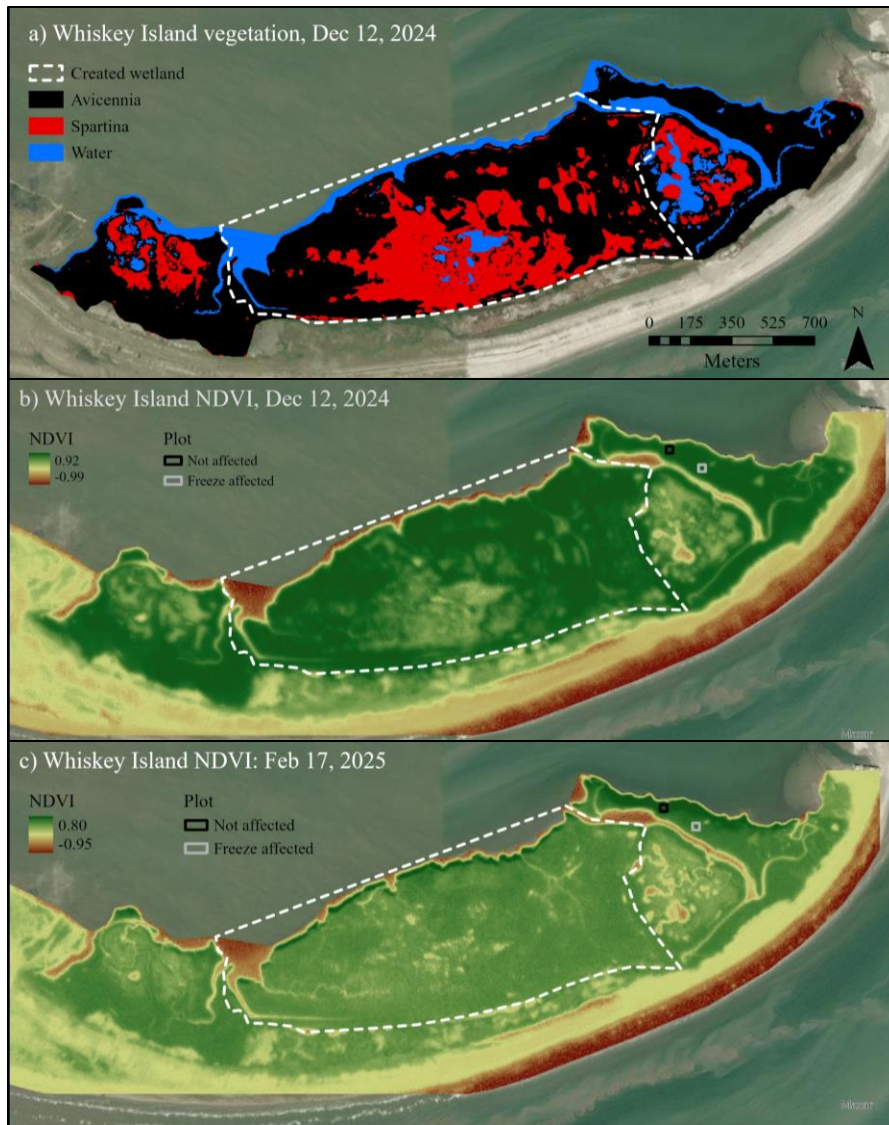 a) Whiskey Island vegetation, Dec 12, 2024
Created wetland
Avicennia
Spartina
Water
N
0 175 350 525 700
Meters
b) Whiskey Island NDVI, Dec 12, 2024
NDVI
0.92
-0.99
Plot
Not affected
Freeze affected
c) Whiskey Island NDVI: Feb 17, 2025
NDVI
0.80
-0.95
Plot
Not affected
Freeze affected